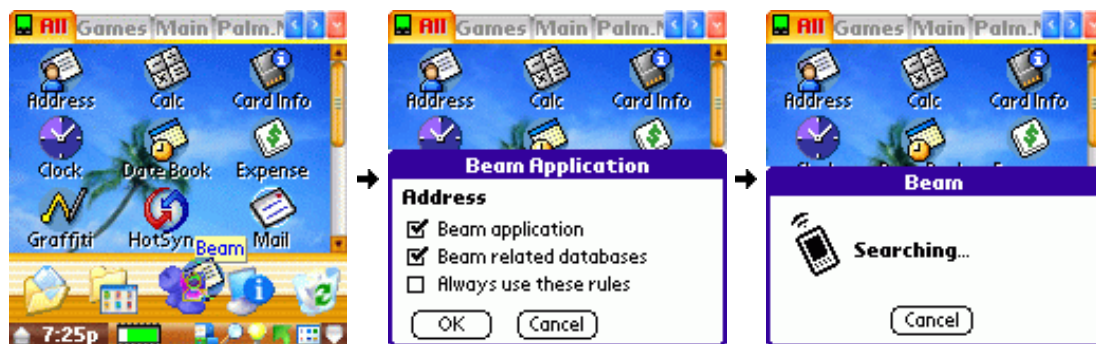 All Games Main Palm.N
Address Calc Card Info
Clock Date Book Expense
Graffiti HotSyn Mail
Beam
7:25p
All Games Main Palm.N
Address Calc Card Info
Beam Application
Address
Beam application
Beam related databases
Always use these rules
OK Cancel
All Games Main Palm.N
Address Calc Card Info
Beam
Searching...
Cancel